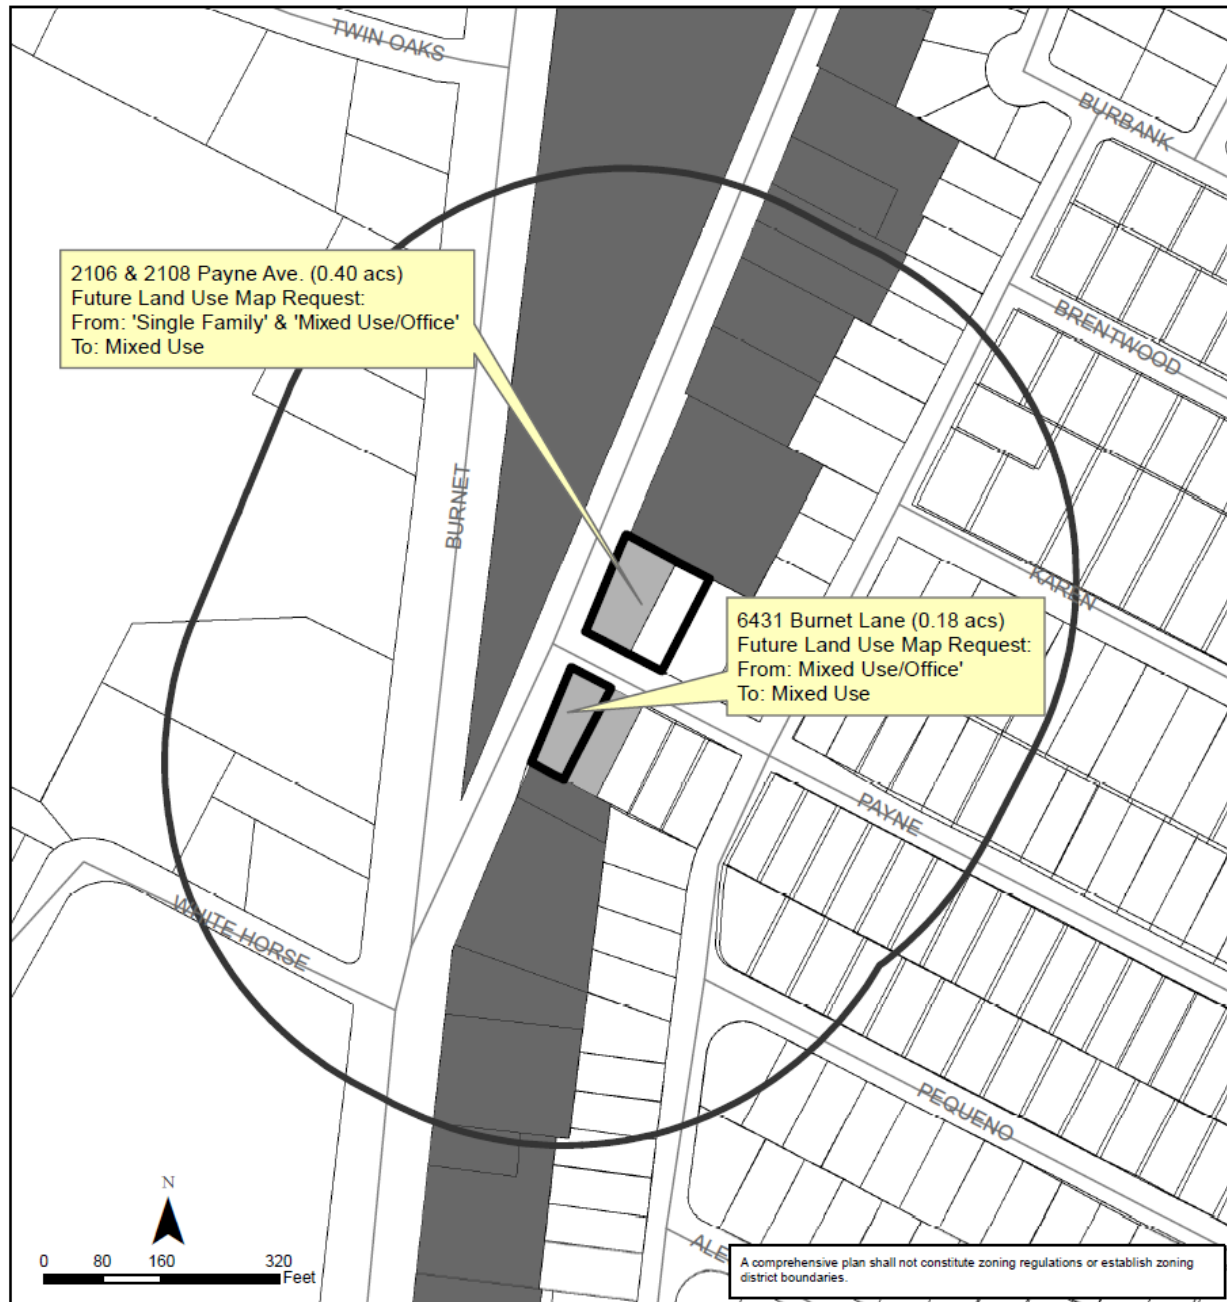 TWIN OAKS
BURBANK
2106 & 2108 Payne Ave. (0.40 acs)
Future Land Use Map Request:
From: 'Single Family' & 'Mixed Use/Office'
To: Mixed Use
BRENTWOOD
BURNET
KAREN
6431 Burnet Lane (0.18 acs)
Future Land Use Map Request:
From: Mixed Use/Office'
To: Mixed Use
PAYNE
WHITE HORSE
PEQUENO
N
0 80 160 320
Feet
A comprehensive plan shall not constitute zoning regulations or establish zoning
district boundaries.